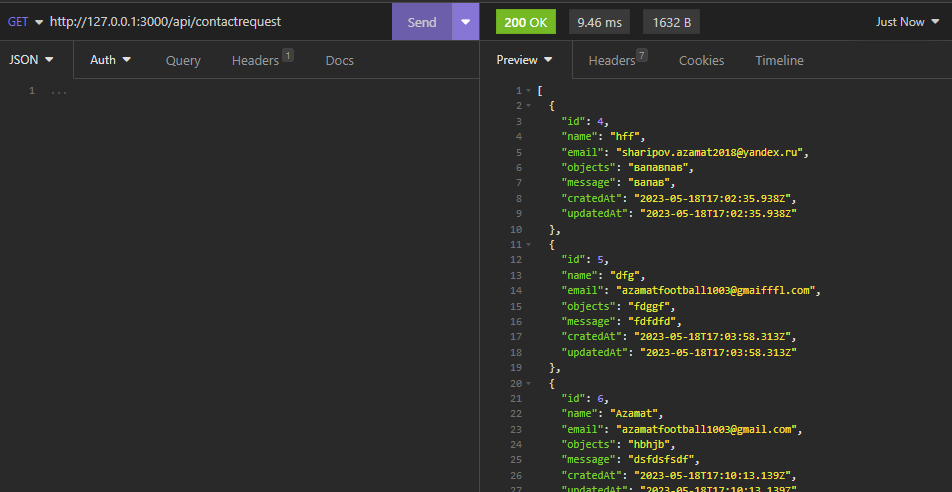 GET http://127.0.0.1:3000/api/contactrequest Send 200 OK 9.46 ms 1632 B Just Now
JSON Auth Query Headers 1 Docs Preview Headers 7 Cookies Timeline
1 ...
1 [
2 {
3 "id": 4,
4 "name": "hff",
5 "email": "sharipov.azamat2018@yandex.ru",
6 "objects": "вапавпав",
7 "message": "вапав",
8 "cratedAt": "2023-05-18T17:02:35.938Z",
9 "updatedAt": "2023-05-18T17:02:35.938Z"
10 },
11 {
12 "id": 5,
13 "name": "dfg",
14 "email": "azamatfootball1003@gmaifffl.com",
15 "objects": "fdggf",
16 "message": "fdfdfd",
17 "cratedAt": "2023-05-18T17:03:58.313Z",
18 "updatedAt": "2023-05-18T17:03:58.313Z"
19 },
20 {
21 "id": 6,
22 "name": "Azamat",
23 "email": "azamatfootball1003@gmail.com",
24 "objects": "hbhjb",
25 "message": "dsfdsfsdf",
26 "cratedAt": "2023-05-18T17:10:13.139Z",
27 "updatedAt": "2023-05-18T17:10:13.139Z"